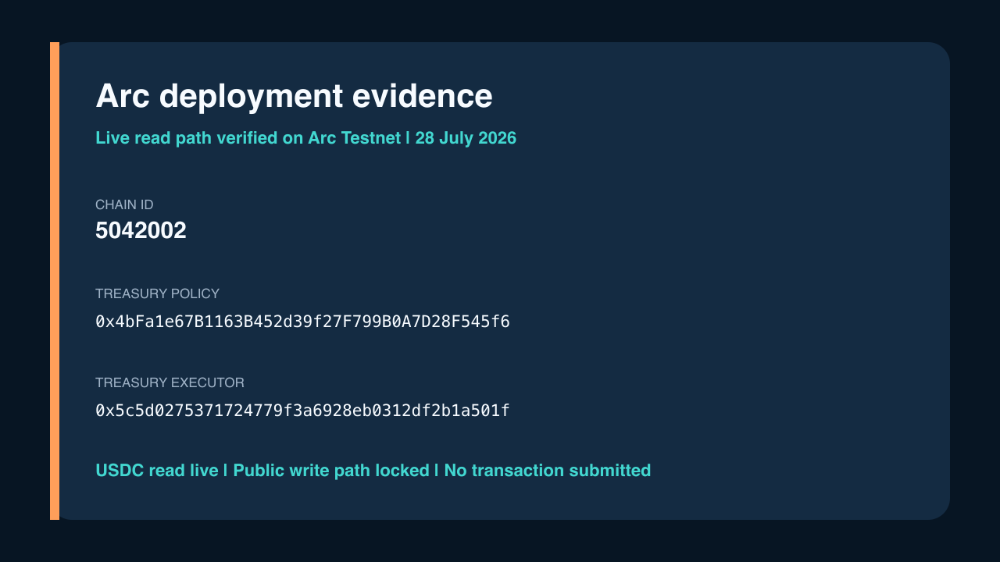 Arc deployment evidence
Live read path verified on Arc Testnet | 28 July 2026
CHAIN ID
5042002
TREASURY POLICY
0x4bFa1e67B1163B452d39f27F799B0A7D28F545f6
TREASURY EXECUTOR
0x5c5d0275371724779f3a6928eb0312df2b1a501f
USDC read live | Public write path locked | No transaction submitted